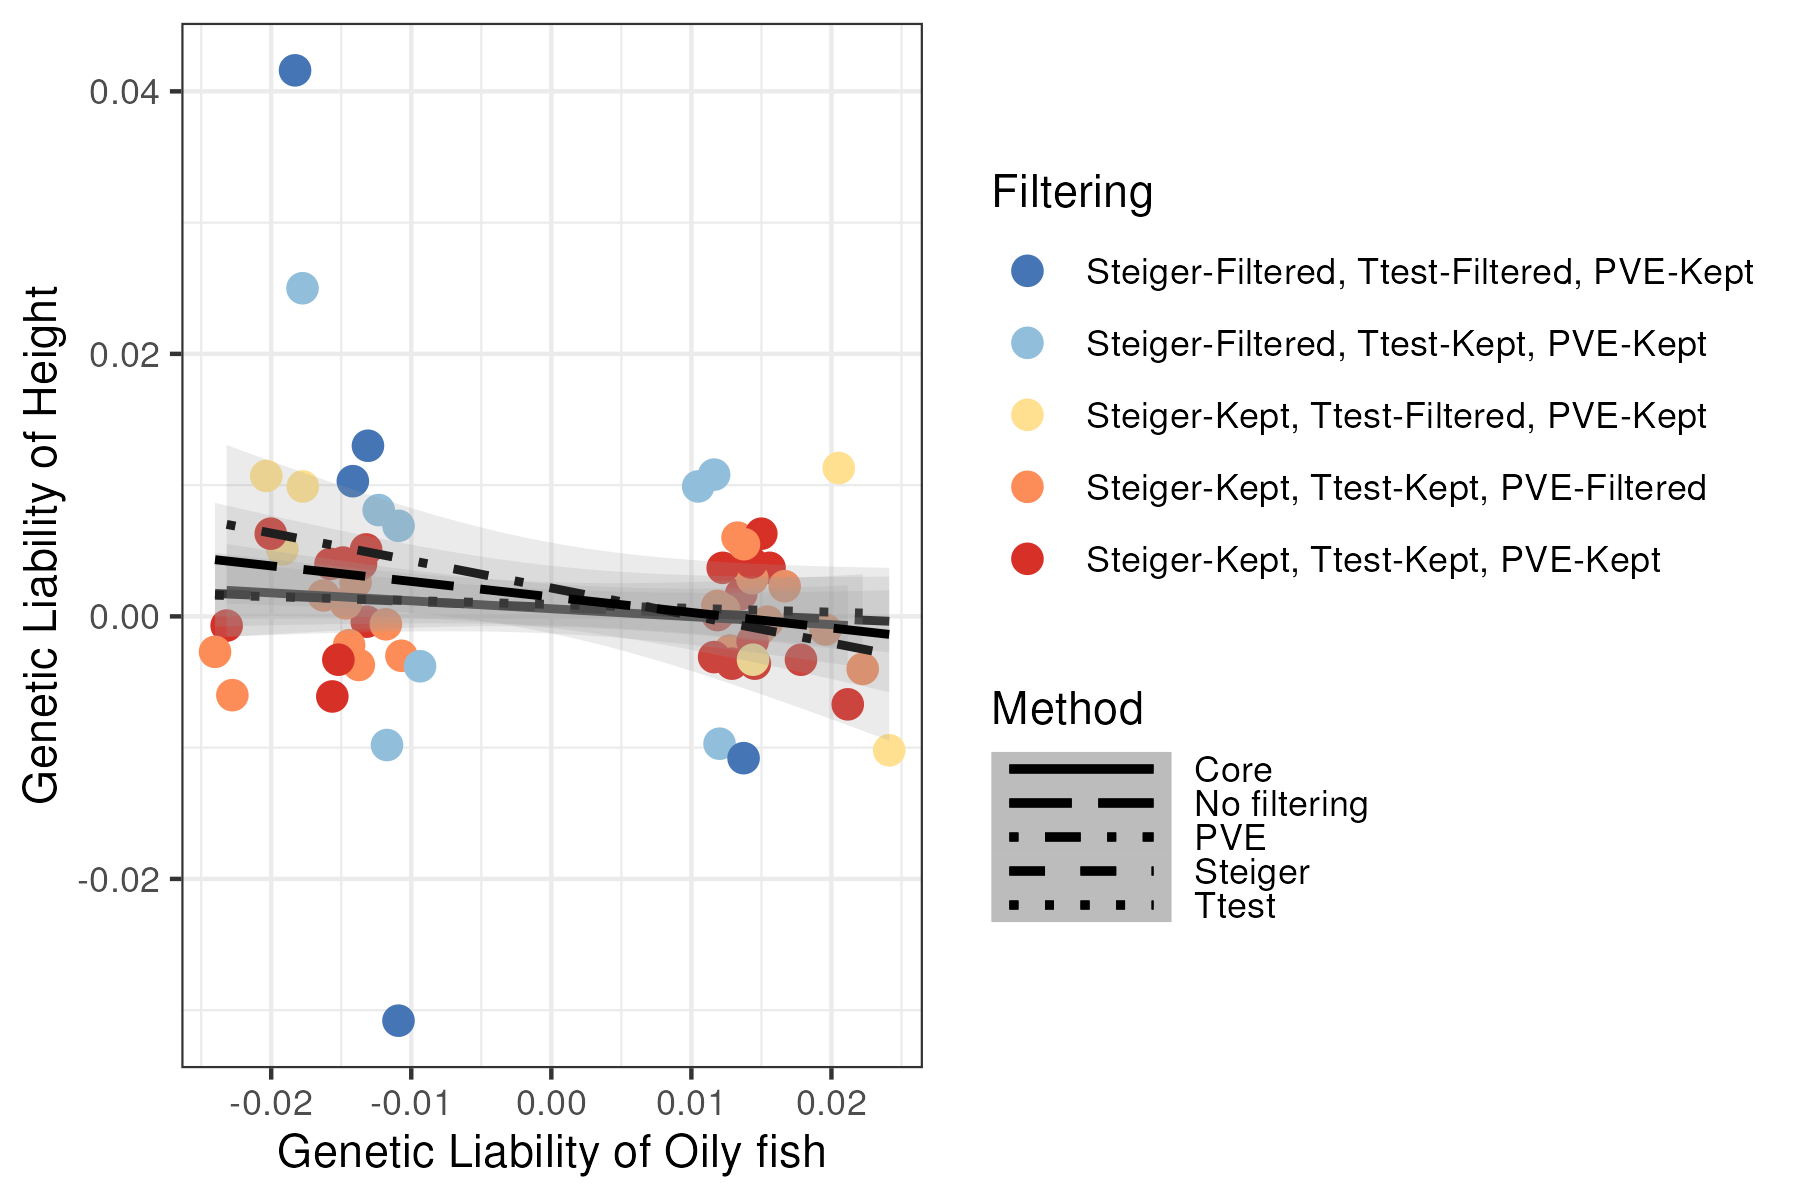 0.04
0.02
0.00
-0.02
-0.02 -0.01 0.00 0.01 0.02
Genetic Liability of Oily fish
Genetic Liability of Height
Filtering
Steiger-Filtered, Ttest-Filtered, PVE-Kept
Steiger-Filtered, Ttest-Kept, PVE-Kept
Steiger-Kept, Ttest-Filtered, PVE-Kept
Steiger-Kept, Ttest-Kept, PVE-Filtered
Steiger-Kept, Ttest-Kept, PVE-Kept
Method
Core
No filtering
PVE
Steiger
Ttest